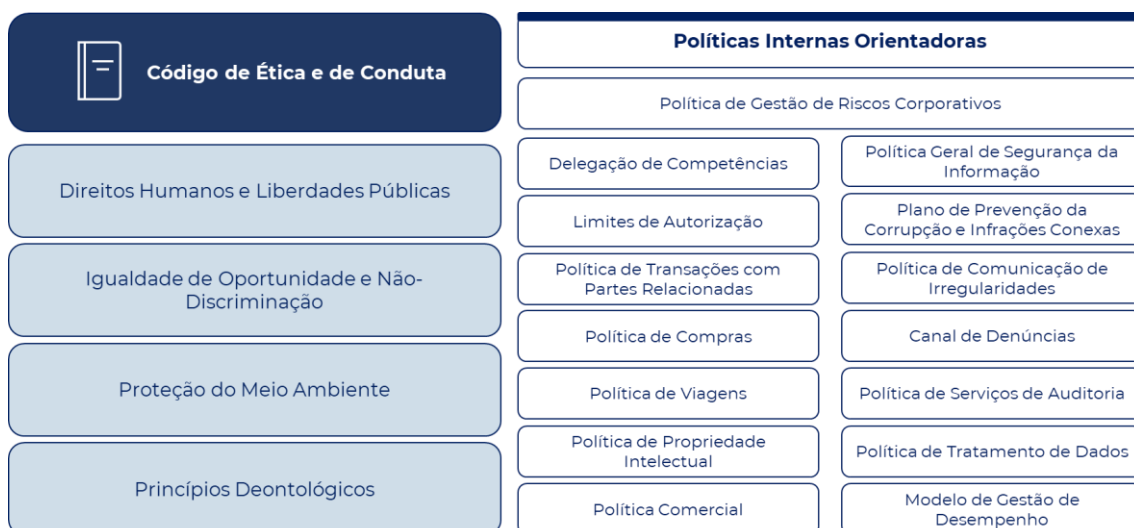 Código de Ética e de Conduta
Direitos Humanos e Liberdades Públicas
Igualdade de Oportunidade e Não-
Discriminação
Proteção do Meio Ambiente
Princípios Deontológicos
Políticas Internas Orientadoras
Política de Gestão de Riscos Corporativos
Delegação de Competências
Limites de Autorização
Política de Transações com
Partes Relacionadas
Política de Compras
Política de Viagens
Política de Propriedade
Intelectual
Política Comercial
Política Geral de Segurança da
Informação
Plano de Prevenção da
Corrupção e Infrações Conexas
Política de Comunicação de
Irregularidades
Canal de Denúncias
Política de Serviços de Auditoria
Política de Tratamento de Dados
Modelo de Gestão de
Desempenho